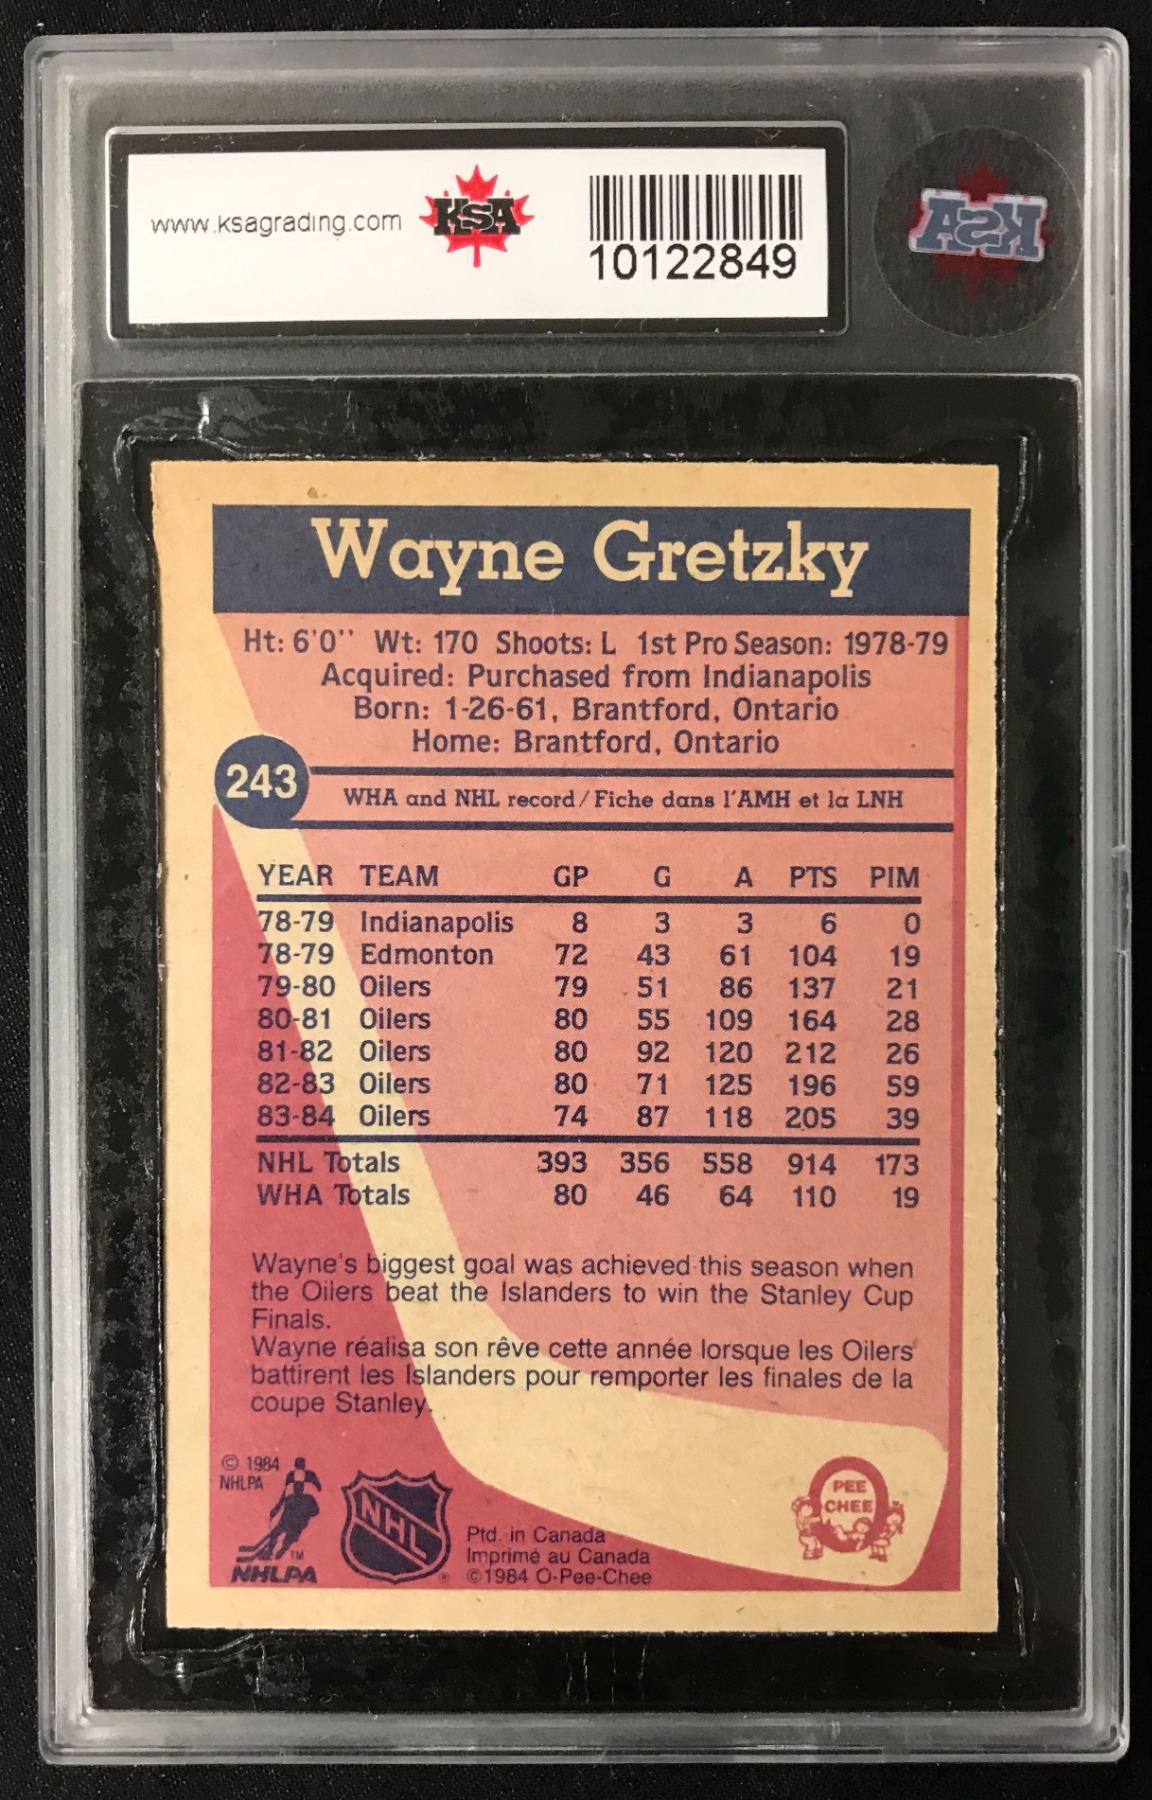 www.ksagrading.com
KSA
10122849
KSA
Wayne Gretzky
Ht: 6'0'' Wt: 170 Shoots: L 1st Pro Season: 1978-79
Acquired: Purchased from Indianapolis
Born: 1-26-61, Brantford, Ontario
Home: Brantford, Ontario
243
WHA and NHL record/Fiche dans l'AMH et la LNH
YEAR TEAM GP G A PTS PIM
78-79 Indianapolis 8 3 3 6 0
78-79 Edmonton 72 43 61 104 19
79-80 Oilers 79 51 86 137 21
80-81 Oilers 80 55 109 164 28
81-82 Oilers 80 92 120 212 26
82-83 Oilers 80 71 125 196 59
83-84 Oilers 74 87 118 205 39
NHL Totals 393 356 558 914 173
WHA Totals 80 46 64 110 19
Wayne's biggest goal was achieved this season when
the Oilers beat the Islanders to win the Stanley Cup
Finals.
Wayne réalisa son rêve cette année lorsque les Oilers
battirent les Islanders pour remporter les finales de la
coupe Stanley.
© 1984
NHLPA
TM
NHLPA
NHL
®
Ptd. in Canada
Imprimé au Canada
©1984 O-Pee-Chee
PEE
CHEE